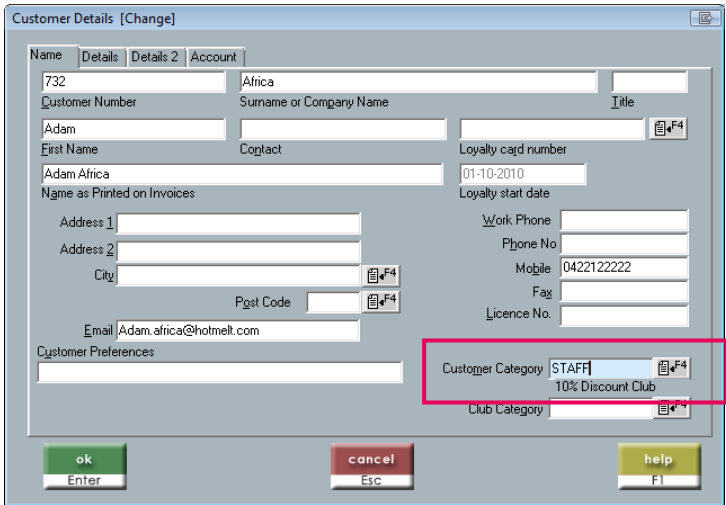 Customer Details [Change]
Name Details Details 2 Account
732 Africa
Customer Number Surname or Company Name Title
Adam F4
First Name Contact Loyalty card number
Adam Africa 01-10-2010
Name as Printed on Invoices Loyalty start date
Address 1 Work Phone
Address 2 Phone No
City F4 Mobile 0422122222
Post Code F4 Fax
Licence No.
Email Adam.africa@hotmelt.com
Customer Preferences
Customer Category STAFF F4
10% Discount Club
Club Category F4
ok cancel help
Enter Esc F1